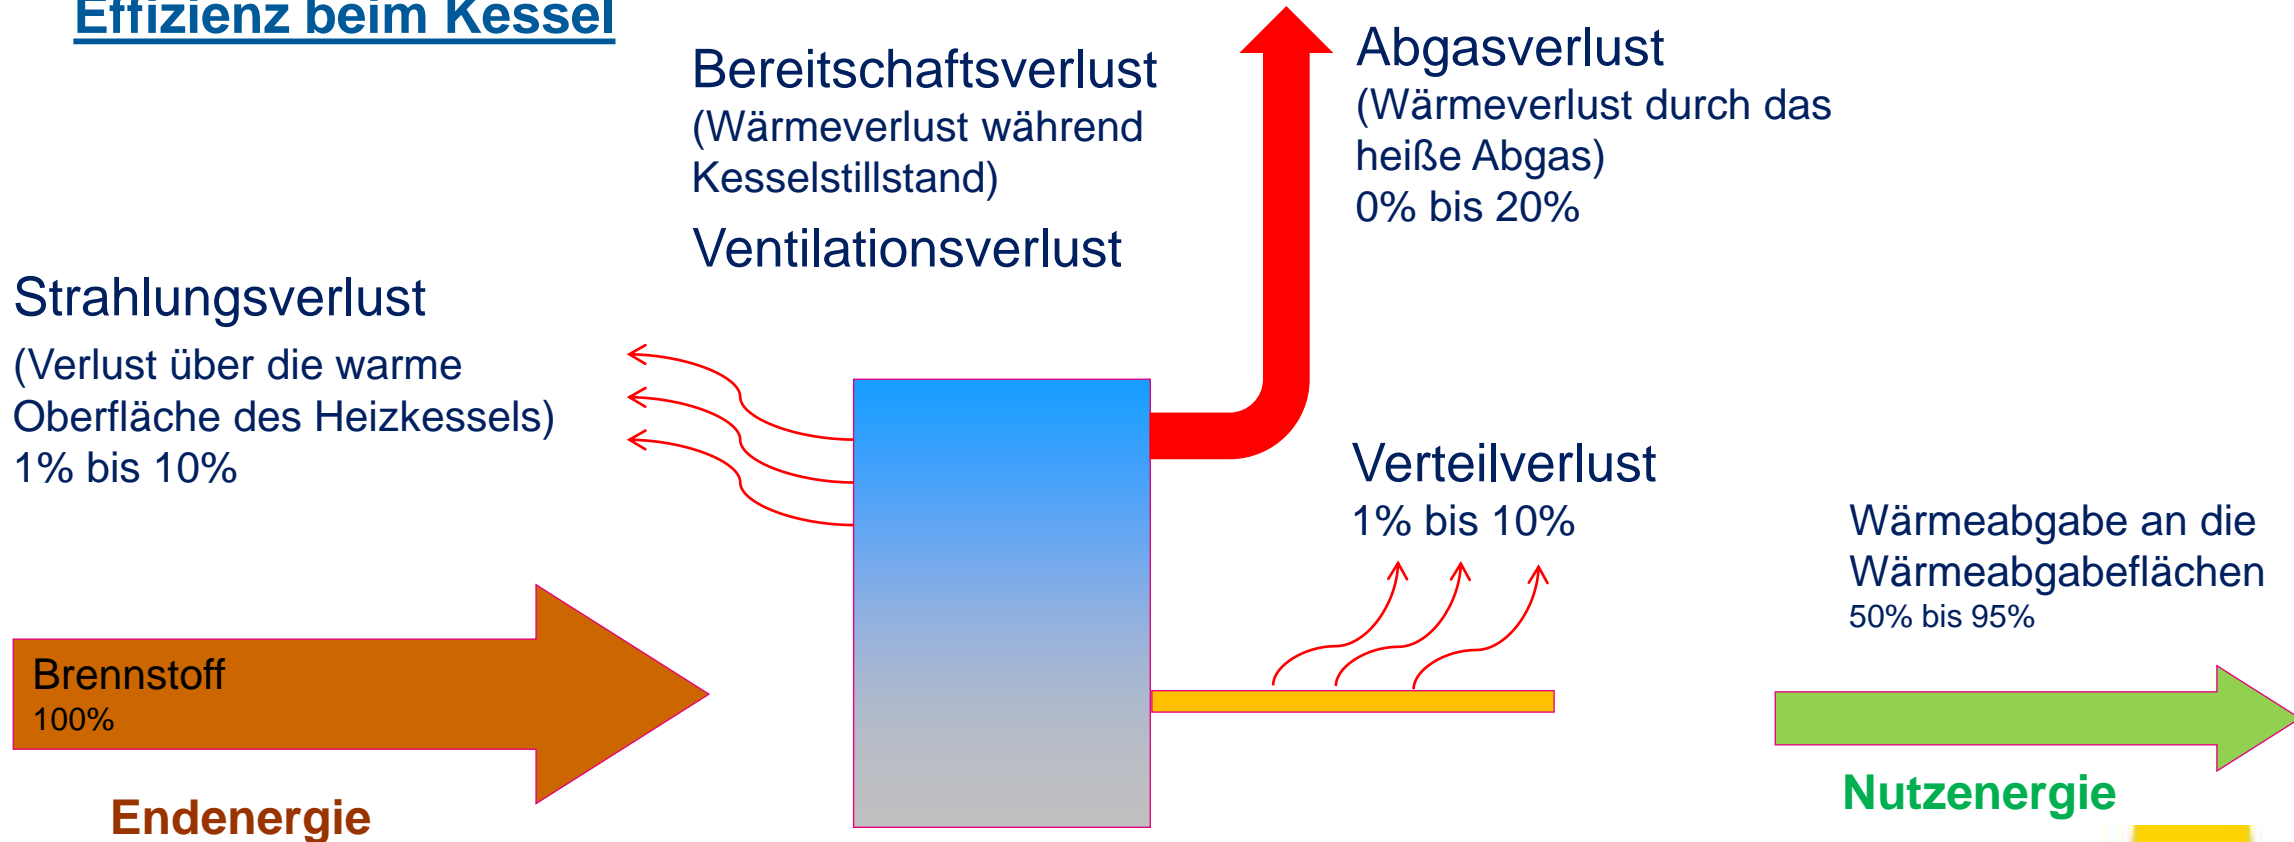 Effizienz beim Kessel
Bereitschaftsverlust
(Wärmeverlust während
Kesselstillstand)
Ventilationsverlust
Abgasverlust
(Wärmeverlust durch das
heiße Abgas)
0% bis 20%
Strahlungsverlust
(Verlust über die warme
Oberfläche des Heizkessels)
1% bis 10%
Verteilverlust
1% bis 10%
Wärmeabgabe an die
Wärmeabgabeflächen
50% bis 95%
Brennstoff
100%
Endenergie
Nutzenergie